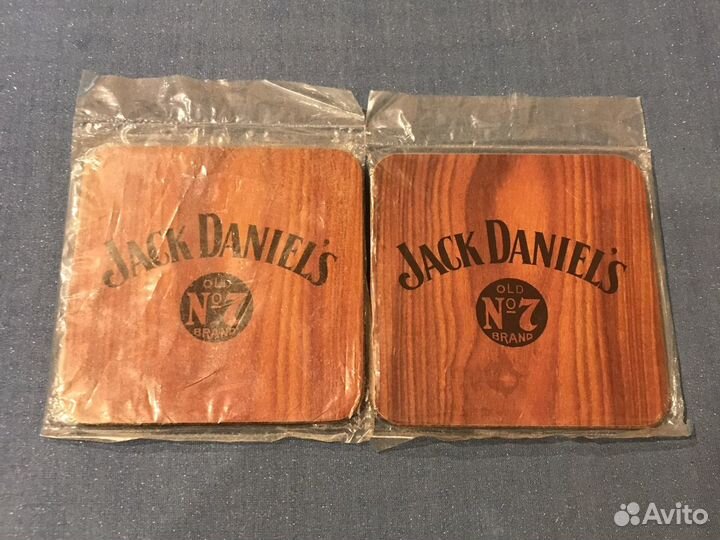 JACK DANIEL'S
OLD
Nº7
BRAND
JACK DANIEL'S
OLD
Nº7
BRAND
Avito